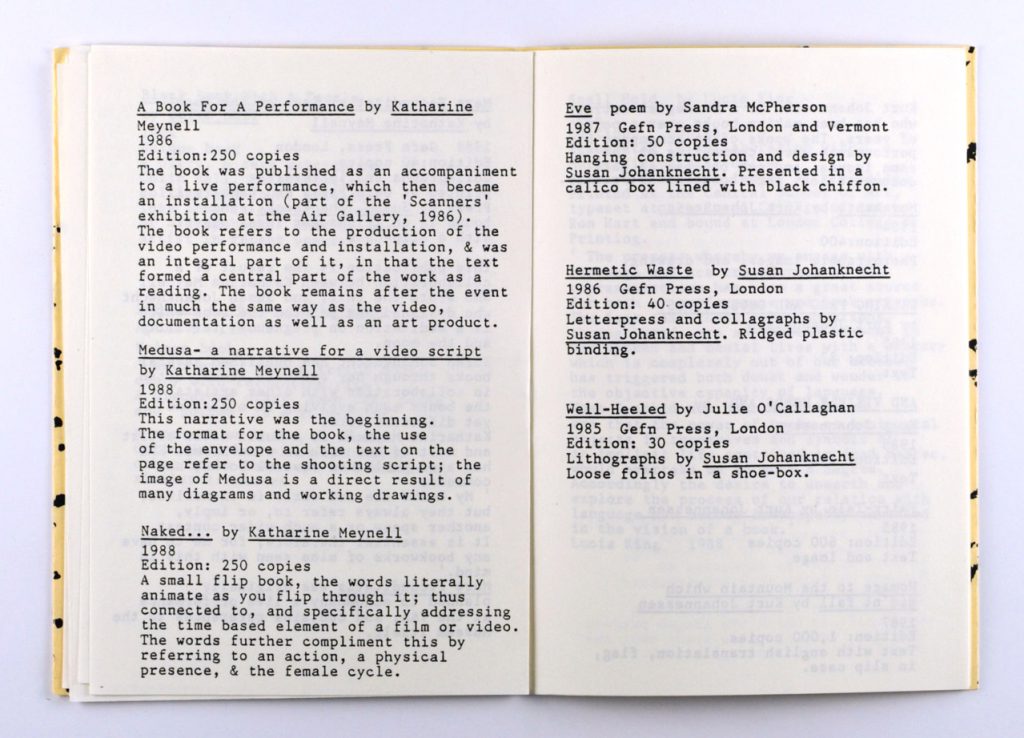 A Book For A Performance by Katharine
Meynell
1986
Edition:250 copies
The book was published as an accompaniment
to a live performance, which then became
an installation (part of the 'Scanners'
exhibition at the Air Gallery, 1986).
The book refers to the production of the
video performance and installation, & was
an integral part of it, in that the text
formed a central part of the work as a
reading. The book remains after the event
in much the same way as the video,
documentation as well as an art product.
Medusa- a narrative for a video script
by Katharine Meynell
1988
Edition:250 copies
This narrative was the beginning.
The format for the book, the use
of the envelope and the text on the
page refer to the shooting script; the
image of Medusa is a direct result of
many diagrams and working drawings.
Naked... by Katharine Meynell
1988
Edition: 250 copies
A small flip book, the words literally
animate as you flip through it; thus
connected to, and specifically addressing
the time based element of a film or video.
The words further compliment this by
referring to an action, a physical
presence, & the female cycle.
Eve poem by Sandra McPherson
1987 Gefn Press, London and Vermont
Edition: 50 copies
Hanging construction and design by
Susan Johanknecht. Presented in a
calico box lined with black chiffon.
Hermetic Waste by Susan Johanknecht
1986 Gefn Press, London
Edition: 40 copies
Letterpress and collagraphs by
Susan Johanknecht. Ridged plastic
binding.
Well-Heeled by Julie O'Callaghan
1985 Gefn Press, London
Edition: 30 copies
Lithographs by Susan Johanknecht
Loose folios in a shoe-box.